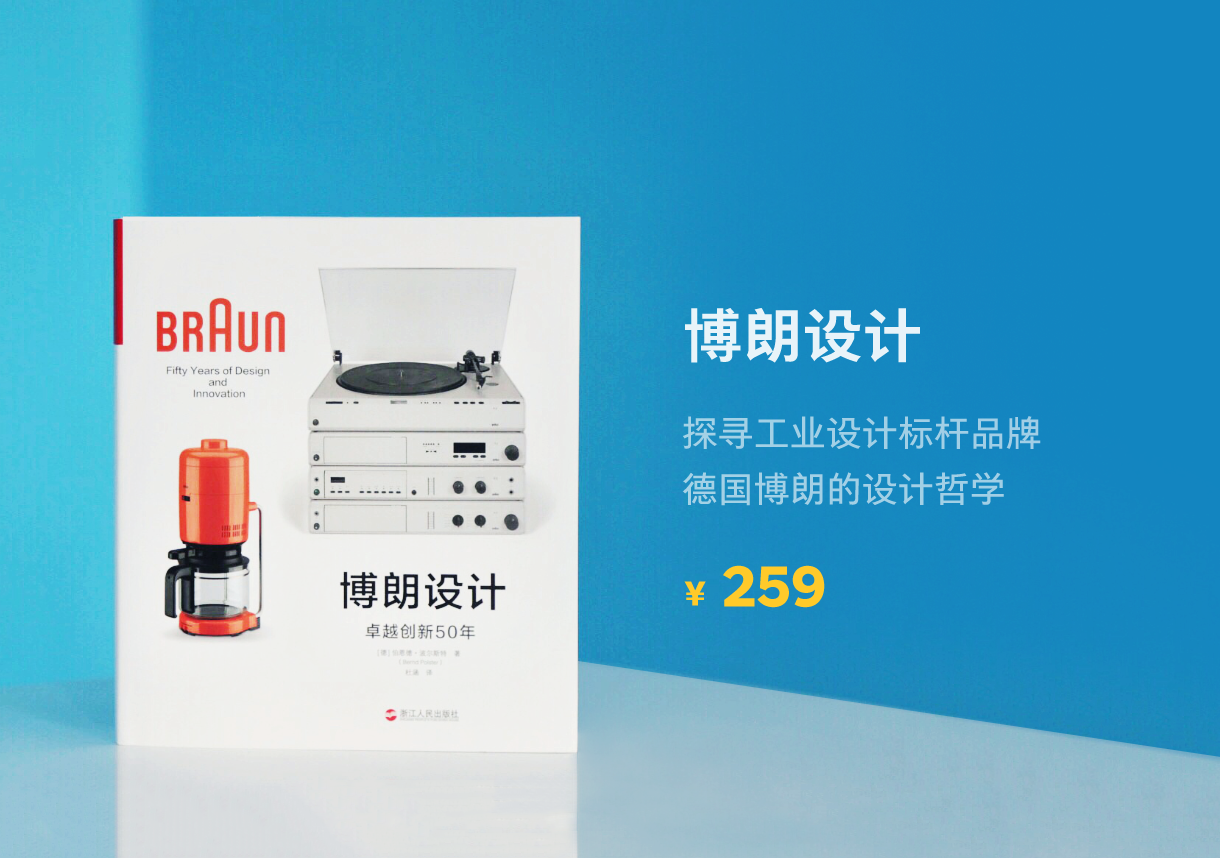 BRAUN
Fifty Years of Design
and
Innovation
博朗设计
卓越创新50年
浙江人民出版社
博朗设计
探寻工业设计标杆品牌
德国博朗的设计哲学
¥ 259